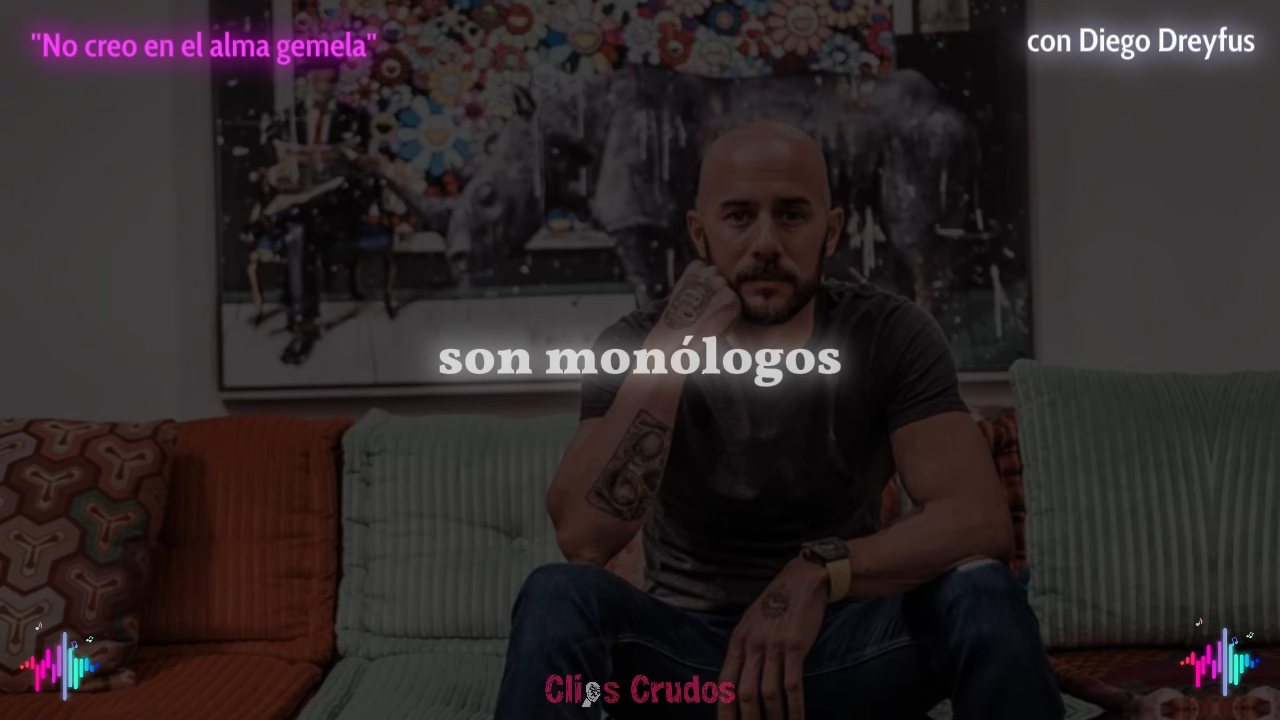 "No creo en el alma gemela"
con Diego Dreyfus
son monólogos
Clips Crudos